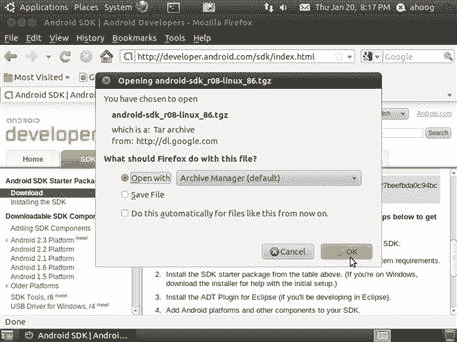 Applications Places System
Thu Jan 20, 8:17 PM
ahoog
Android SDK | Android Developers - Mozilla Firefox
File Edit View History Bookmarks Tools Help
http://developer.android.com/sdk/index.html
Google
Most Visited
Android SDK | Android
Opening android-sdk_r08-linux_86.tgz
You have chosen to open
android-sdk_r08-linux_86.tgz
which is a: Tar archive
from: http://dl.google.com
What should Firefox do with this file?
Open with Archive Manager (default)
Save File
Do this automatically for files like this from now on.
Cancel OK
Android.com
android
developer
Home SDK
Android SDK Starter Package
Download
Installing the SDK
Downloadable SDK Components
Adding SDK Components
Android 2.3 Platform new!
Android 2.2 Platform
Android 2.1 Platform
Android 1.6 Platform
Android 1.5 Platform
Older Platforms
SDK Tools, r8 new!
USB Driver for Windows, r4 new!
27beefbda0c94bc
ps below to get
SDK:
tem requirements.
2. Install the SDK starter package from the table above. (If you're on Windows,
download the installer for help with the initial setup.)
3. Install the ADT Plugin for Eclipse (if you'll be developing in Eclipse).
4. Add Android platforms and other components to your SDK.
Done
Android SDK | Androi...